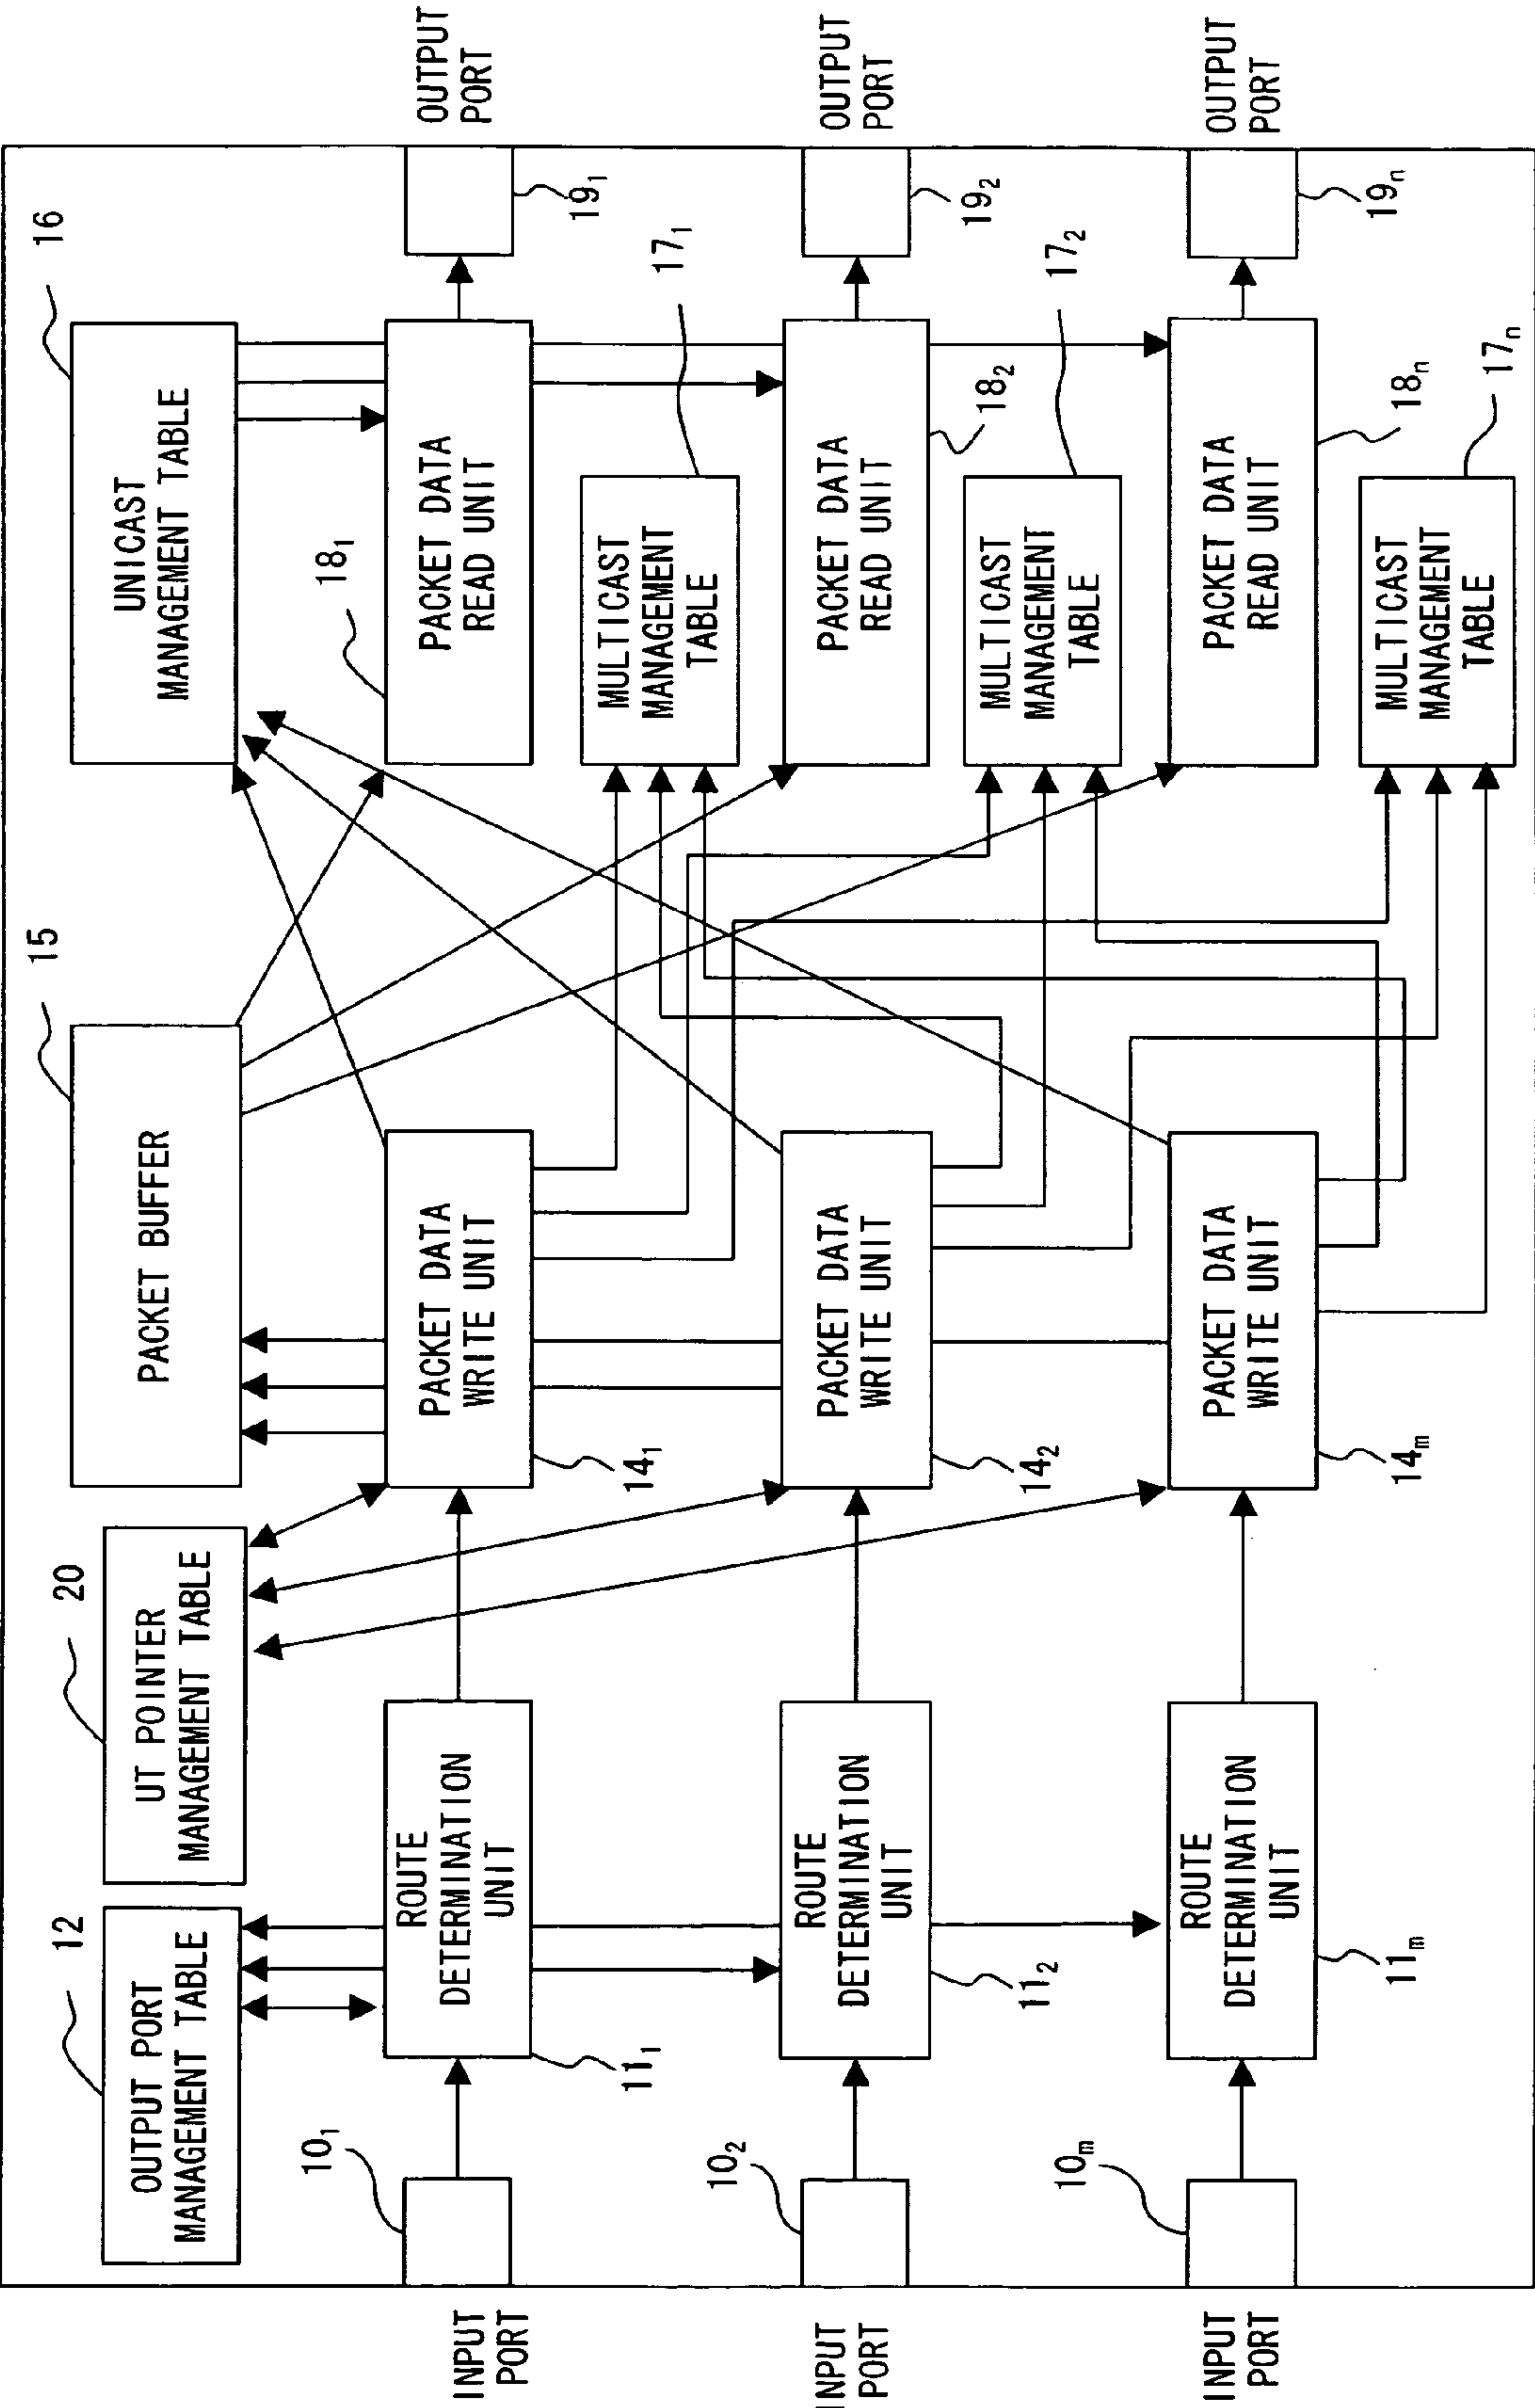 12
OUTPUT PORT
MANAGEMENT TABLE
20
UT POINTER
MANAGEMENT TABLE
15
PACKET BUFFER
16
UNICAST
MANAGEMENT TABLE
INPUT
PORT
10₁
ROUTE
DETERMINATION
UNIT
11₁
PACKET DATA
WRITE UNIT
14₁
18₁
PACKET DATA
READ UNIT
19₁
OUTPUT
PORT
MULTICAST
MANAGEMENT
TABLE
17₁
INPUT
PORT
10₂
ROUTE
DETERMINATION
UNIT
11₂
PACKET DATA
WRITE UNIT
14₂
PACKET DATA
READ UNIT
18₂
19₂
OUTPUT
PORT
MULTICAST
MANAGEMENT
TABLE
17₂
INPUT
PORT
10ₘ
ROUTE
DETERMINATION
UNIT
11ₘ
PACKET DATA
WRITE UNIT
14ₘ
PACKET DATA
READ UNIT
18ₙ
19ₙ
OUTPUT
PORT
MULTICAST
MANAGEMENT
TABLE
17ₙ